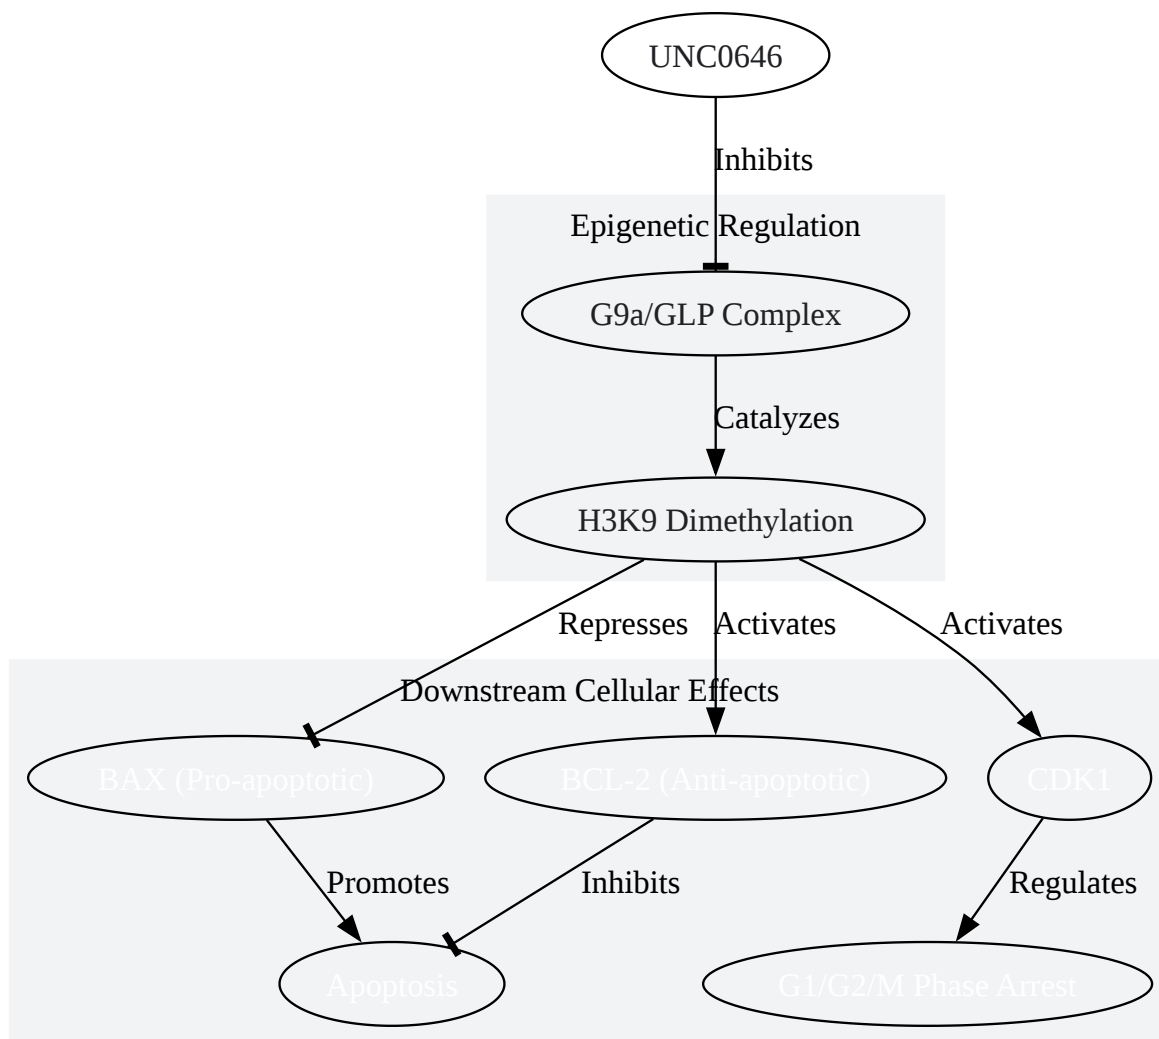 UNC0646
Inhibits
Epigenetic Regulation
G9a/GLP Complex
Catalyzes
H3K9 Dimethylation
Represses
Activates
Activates
Downstream Cellular Effects
BAX (Pro-apoptotic)
BCL-2 (Anti-apoptotic)
CDK1
Promotes
Inhibits
Regulates
Apoptosis
G1/G2/M Phase Arrest